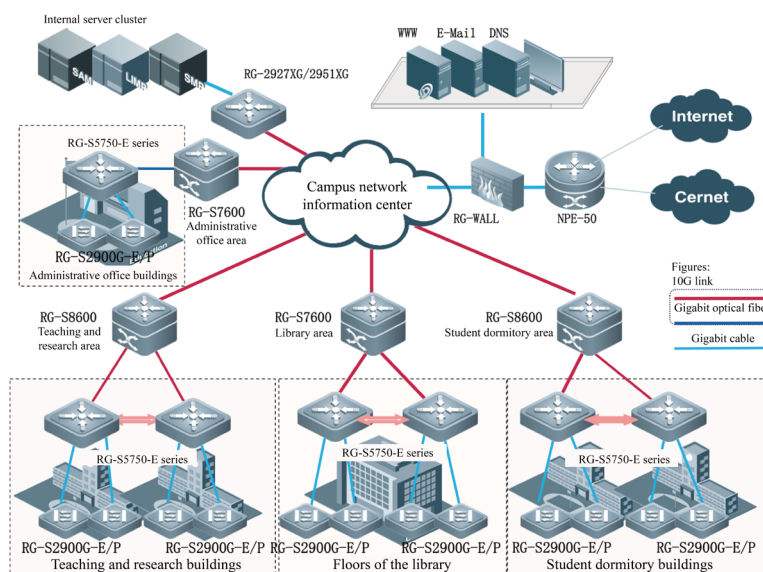 Internal server cluster
SAM
LIMP
SMP
RG-2927XG/2951XG
WWW
E-Mail
DNS
Internet
Cernet
RG-S5750-E series
RG-S7600
Administrative
office area
RG-S2900G-E/P
Administrative office buildings
Campus network
information center
RG-WALL
NPE-50
Figures:
10G link
Gigabit optical fibe
Gigabit cable
RG-S8600
Teaching and
research area
RG-S7600
Library area
RG-S8600
Student dormitory area
RG-S5750-E series
RG-S5750-E series
RG-S5750-E series
RG-S2900G-E/P
RG-S2900G-E/P
RG-S2900G-E/P
RG-S2900G-E/P
RG-S2900G-E/P
RG-S2900G-E/P
Teaching and research buildings
Floors of the library
Student dormitory buildings